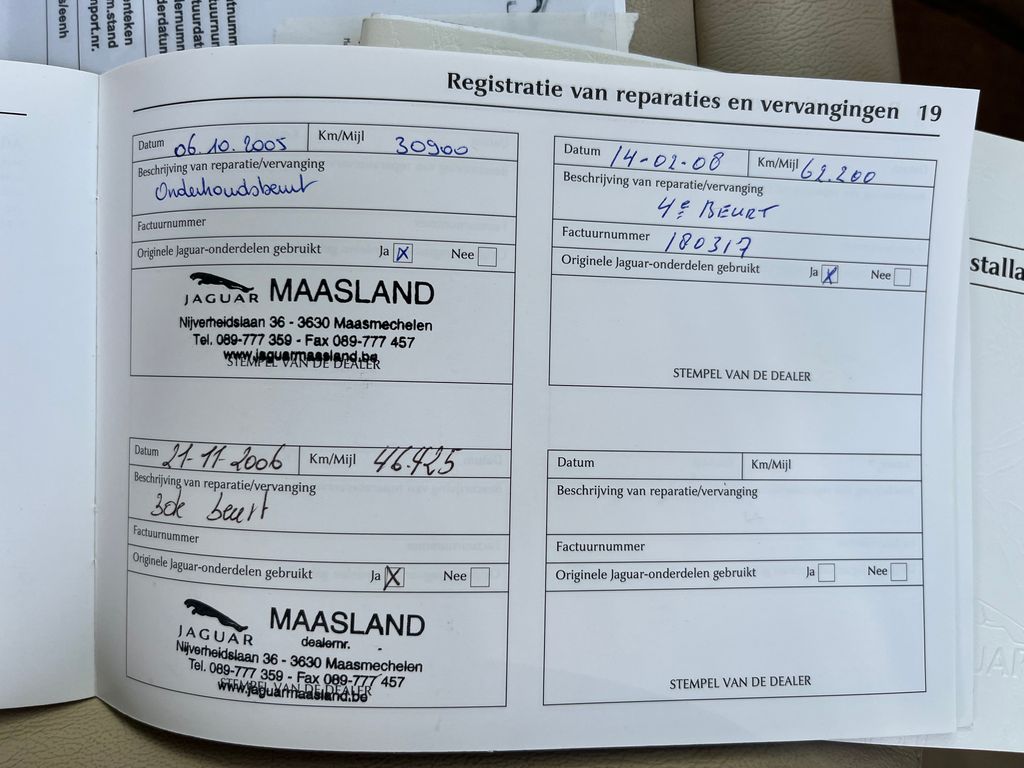 Registratie van reparaties en vervangingen 19
Datum 06.10.2005 Km/Mijl 30900
Beschrijving van reparatie/vervanging
Onderhoudsbeurt
Factuurnummer
Originele Jaguar-onderdelen gebruikt Ja X Nee
JAGUAR MAASLAND
Nijverheidslaan 36 - 3630 Maasmechelen
Tel. 089-777 359 - Fax 089-777 457
www.jaguarmaasland.be
STEMPEL VAN DE DEALER
Datum 21-11-2006 Km/Mijl 46.425
Beschrijving van reparatie/vervanging
3de beurt
Factuurnummer
Originele Jaguar-onderdelen gebruikt Ja X Nee
JAGUAR MAASLAND
dealernr.
Nijverheidslaan 36 - 3630 Maasmechelen
Tel. 089-777 359 - Fax 089-777 457
www.jaguarmaasland.be
STEMPEL VAN DE DEALER
Datum 14-02-08 Km/Mijl 62.200
Beschrijving van reparatie/vervanging
4e BEURT
Factuurnummer 180317
Originele Jaguar-onderdelen gebruikt Ja X Nee
STEMPEL VAN DE DEALER
Datum Km/Mijl
Beschrijving van reparatie/vervanging
Factuurnummer
Originele Jaguar-onderdelen gebruikt Ja Nee
STEMPEL VAN DE DEALER
stalla